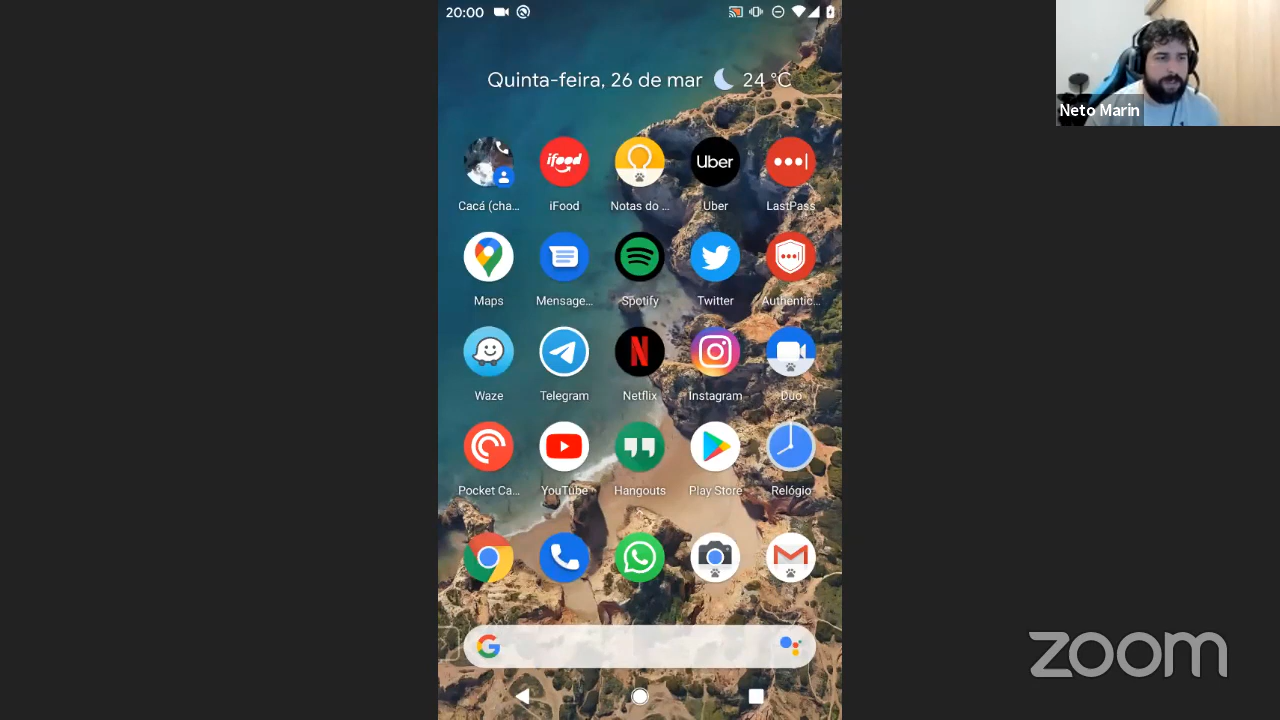 20:00
Quinta-feira, 26 de mar 24 °C
Neto Marin
ifood
Uber
Cacá (cha...
iFood
Notas do ...
Uber
LastPass
Maps
Mensage...
Spotify
Twitter
Authentic...
Waze
Telegram
Netflix
Instagram
Duo
Pocket Ca...
YouTube
Hangouts
Play Store
Relógio
zoom